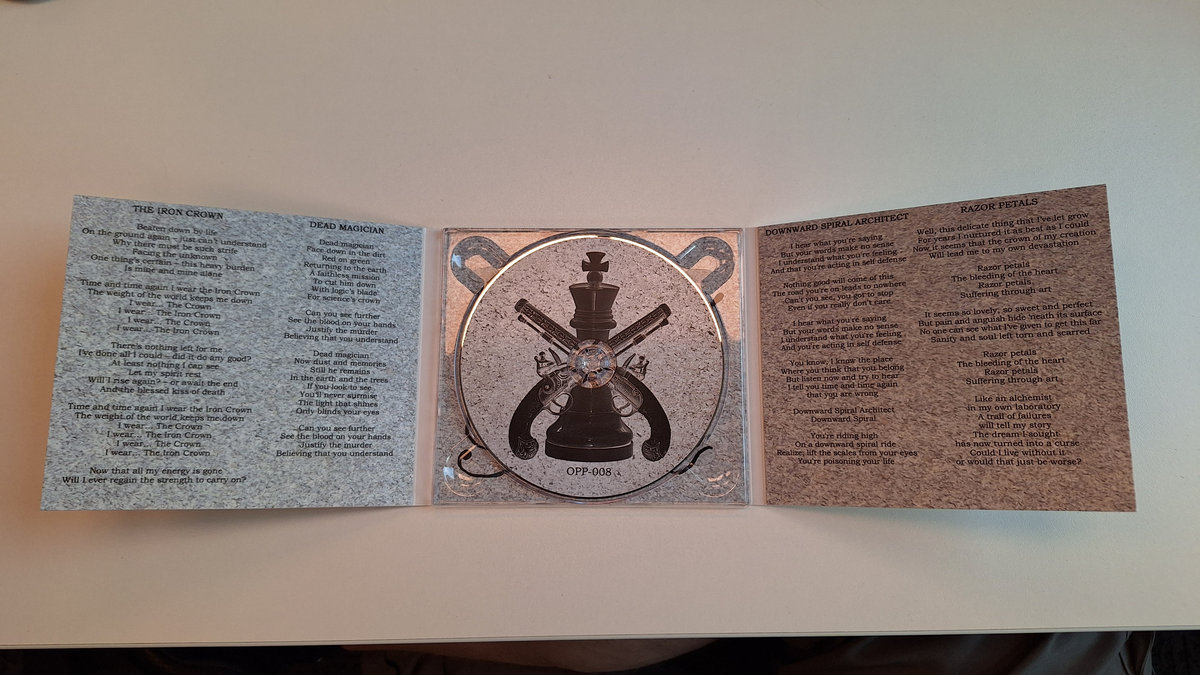 THE IRON CROWN
Beaten down by life
On the ground again – just can't understand
Why there must be such strife
Facing the unknown
One thing's certain – this heavy burden
Is mine and mine alone
Time and time again I wear the Iron Crown
The weight of the world keeps me down
I wear... The Crown
I wear... The Iron Crown
I wear... The Crown
I wear... The Iron Crown
There's nothing left for me
I've done all I could – did it do any good?
At least nothing I can see
Let my spirit rest
Will I rise again? – or await the end
And the blessed kiss of death
Time and time again I wear the Iron Crown
The weight of the world keeps me down
I wear... The Crown
I wear... The Iron Crown
I wear... The Crown
I wear... The Iron Crown
Now that all my energy is gone
Will I ever regain the strength to carry on?
DEAD MAGICIAN
Dead magician
Face down in the dirt
Red on green
Returning to the earth
A faithless mission
To cut him down
With logic's blade
For science's crown
Can you see further
See the blood on your hands
Justify the murder
Believing that you understand
Dead magician
Now dust and memories
Still he remains
In the earth and the trees
If you look to see
You'll never surmise
The light that shines
Only blinds your eyes
Can you see further
See the blood on your hands
Justify the murder
Believing that you understand
OPP-008
DOWNWARD SPIRAL ARCHITECT
I hear what you're saying
But your words make no sense
I understand what you're feeling
And that you're acting in self defense
Nothing good will come of this
The road you're on leads to nowhere
Can't you see, you got to stop
Even if you really don't care
I hear what you're saying
But your words make no sense
I understand what you're feeling
And you're acting in self defense
You know, I know the place
Where you think that you belong
But listen now and try to hear
I tell you time and time again
that you are wrong
Downward Spiral Architect
Downward Spiral
You're riding high
On a downward spiral ride
Realize, lift the scales from your eyes
You're poisoning your life
RAZOR PETALS
Well, this delicate thing that I've let grow
For years I nurtured it as best as I could
Now it seems that the crown of my creation
Will lead me to my own devastation
Razor petals
The bleeding of the heart
Razor petals
Suffering through art
It seems so lovely, so sweet and perfect
But pain and anguish hide 'neath its surface
No one can see what I've given to get this far
Sanity and soul left torn and scarred
Razor petals
The bleeding of the heart
Razor petals
Suffering through art
Like an alchemist
in my own laboratory
A trail of failures
will tell my story
The dream I sought
has now turned into a curse
Could I live without it
or would that just be worse?